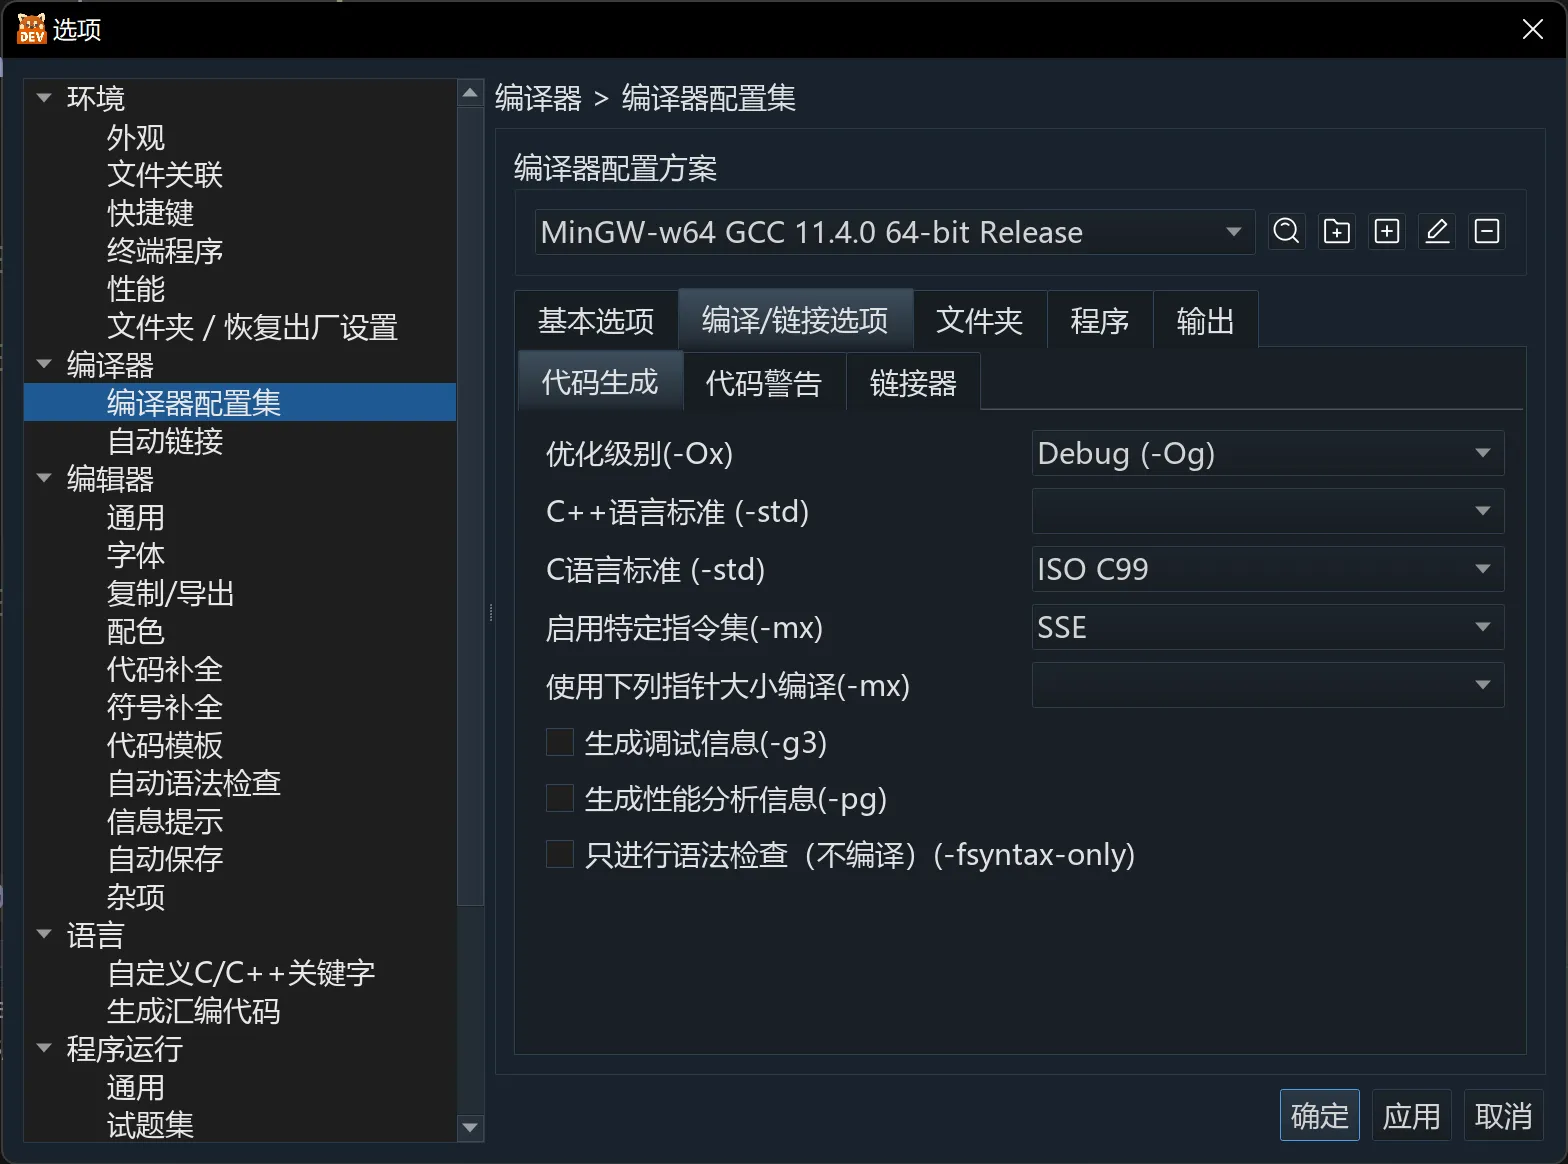 DEV 选项
环境
外观
文件关联
快捷键
终端程序
性能
文件夹 / 恢复出厂设置
编译器
编译器配置集
自动链接
编辑器
通用
字体
复制/导出
配色
代码补全
符号补全
代码模板
自动语法检查
信息提示
自动保存
杂项
语言
自定义C/C++关键字
生成汇编代码
程序运行
通用
试题集
编译器 > 编译器配置集
编译器配置方案
MinGW-w64 GCC 11.4.0 64-bit Release
基本选项 编译/链接选项 文件夹 程序 输出
代码生成 代码警告 链接器
优化级别(-Ox) Debug (-Og)
C++语言标准 (-std)
C语言标准 (-std) ISO C99
启用特定指令集(-mx) SSE
使用下列指针大小编译(-mx)
生成调试信息(-g3)
生成性能分析信息(-pg)
只进行语法检查（不编译）(-fsyntax-only)
确定 应用 取消